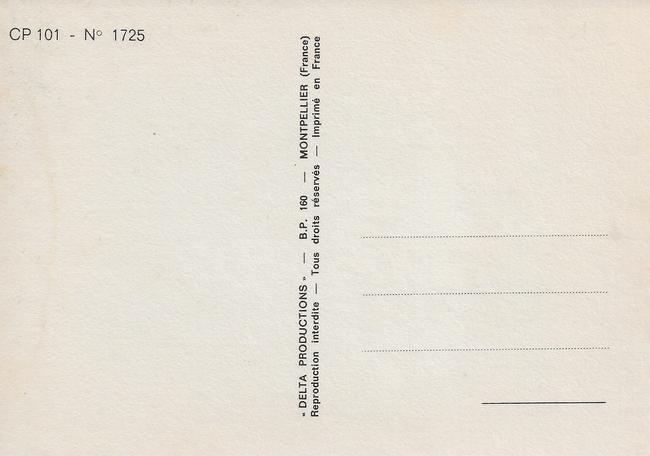 CP 101 - N° 1725
« DELTA PRODUCTIONS » — B.P. 160 — MONTPELLIER (France)
Reproduction interdite — Tous droits réservés — Imprimé en France